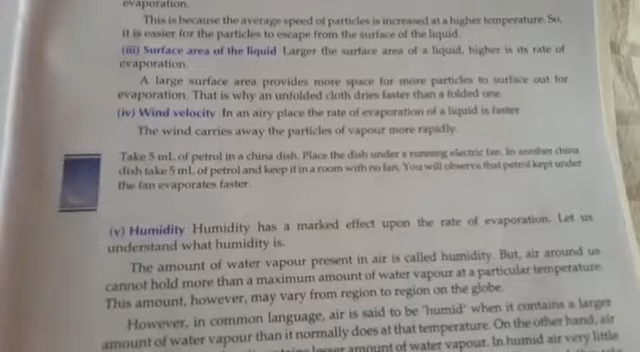 evaporation.
This is because the average speed of particles is increased at a higher temperature. So,
it is easier for the particles to escape from the surface of the liquid.
(iii) Surface area of the liquid Larger the surface area of a liquid, higher is its rate of
evaporation.
A large surface area provides more space for more particles to surface out for
evaporation. That is why an unfolded cloth dries faster than a folded one.
(iv) Wind velocity In an airy place the rate of evaporation of a liquid is faster
The wind carries away the particles of vapour more rapidly.
Take 5 mL of petrol in a china dish. Place the dish under a running electric fan. In another china
dish take 5 mL of petrol and keep it in a room with no fan. You will observe that petrol kept under
the fan evaporates faster.
(v) Humidity Humidity has a marked effect upon the rate of evaporation. Let us
understand what humidity is.
The amount of water vapour present in air is called humidity. But, air around us
cannot hold more than a maximum amount of water vapour at a particular temperature.
This amount, however, may vary from region to region on the globe.
However, in common language, air is said to be 'humid' when it contains a larger
amount of water vapour than it normally does at that temperature. On the other hand, air
lesser amount of water vapour. In humid air very little